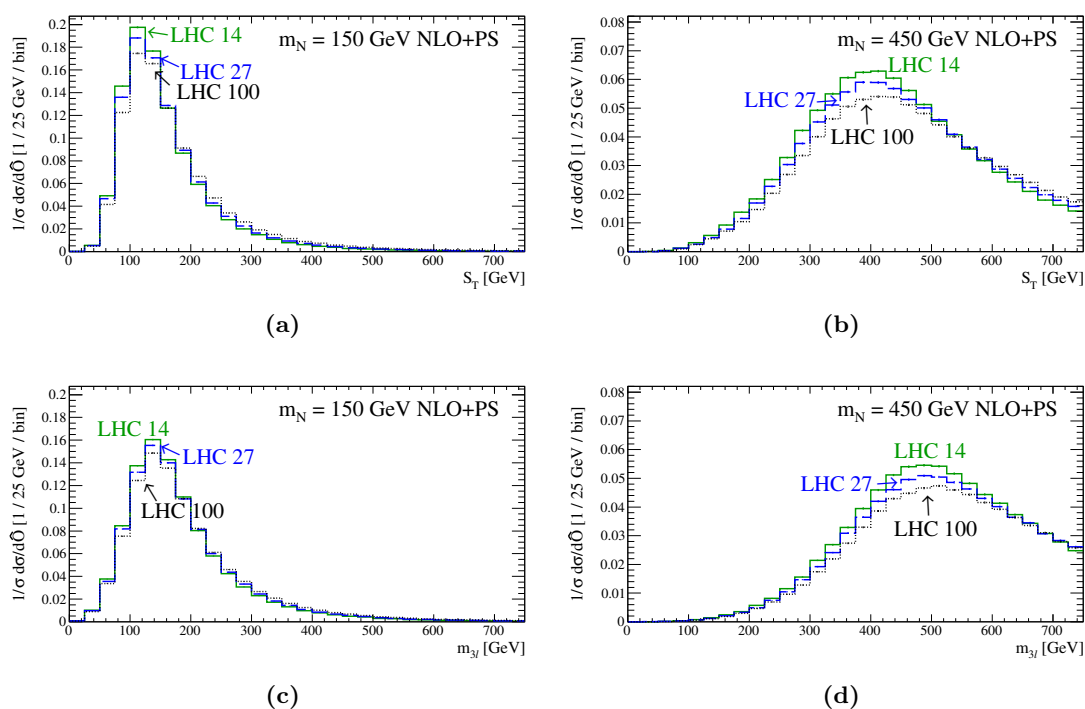 1/σ dσ/dÔ [1 / 25 GeV / bin]
0.2
0.18
0.16
0.14
0.12
0.1
0.08
0.06
0.04
0.02
0
0 100 200 300 400 500 600 700
S_T [GeV]
m_N = 150 GeV NLO+PS
LHC 14
LHC 27
LHC 100
(a)
1/σ dσ/dÔ [1 / 25 GeV / bin]
0.08
0.07
0.06
0.05
0.04
0.03
0.02
0.01
0
0 100 200 300 400 500 600 700
S_T [GeV]
m_N = 450 GeV NLO+PS
LHC 14
LHC 27
LHC 100
(b)
1/σ dσ/dÔ [1 / 25 GeV / bin]
0.2
0.18
0.16
0.14
0.12
0.1
0.08
0.06
0.04
0.02
0
0 100 200 300 400 500 600 700
m_{3l} [GeV]
m_N = 150 GeV NLO+PS
LHC 14
LHC 27
LHC 100
(c)
1/σ dσ/dÔ [1 / 25 GeV / bin]
0.08
0.07
0.06
0.05
0.04
0.03
0.02
0.01
0
0 100 200 300 400 500 600 700
m_{3l} [GeV]
m_N = 450 GeV NLO+PS
LHC 14
LHC 27
LHC 100
(d)